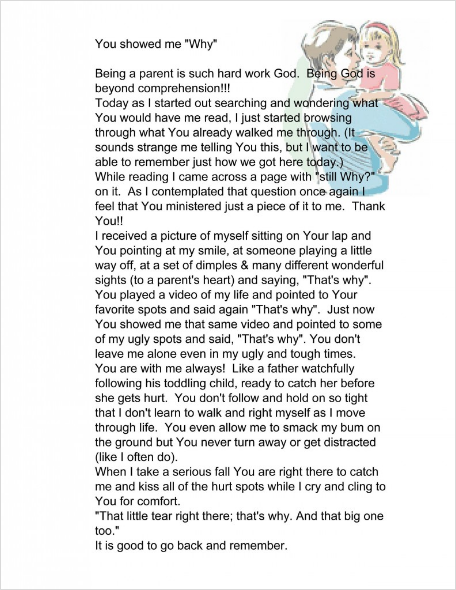 You showed me "Why"
Being a parent is such hard work God.  Being God is
beyond comprehension!!!
Today as I started out searching and wondering what
You would have me read, I just started browsing
through what You already walked me through. (It
sounds strange me telling You this, but I want to be
able to remember just how we got here today.)
While reading I came across a page with "still Why?"
on it.  As I contemplated that question once again I
feel that You ministered just a piece of it to me.  Thank
You!!
I received a picture of myself sitting on Your lap and
You pointing at my smile, at someone playing a little
way off, at a set of dimples & many different wonderful
sights (to a parent's heart) and saying, "That's why".
You played a video of my life and pointed to Your
favorite spots and said again "That's why".  Just now
You showed me that same video and pointed to some
of my ugly spots and said, "That's why". You don't
leave me alone even in my ugly and tough times.
You are with me always!  Like a father watchfully
following his toddling child, ready to catch her before
she gets hurt.  You don't follow and hold on so tight
that I don't learn to walk and right myself as I move
through life.  You even allow me to smack my bum on
the ground but You never turn away or get distracted
(like I often do).
When I take a serious fall You are right there to catch
me and kiss all of the hurt spots while I cry and cling to
You for comfort.
"That little tear right there; that's why. And that big one
too."
It is good to go back and remember.